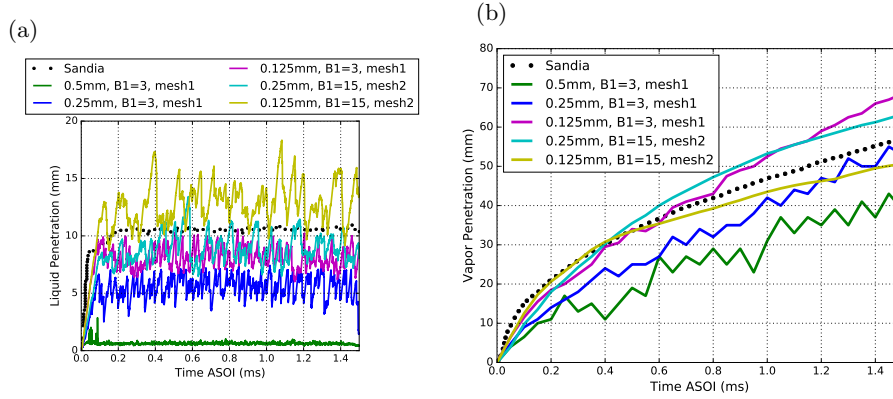 (a)
Sandia
0.5mm, B1=3, mesh1
0.25mm, B1=3, mesh1
0.125mm, B1=3, mesh1
0.25mm, B1=15, mesh2
0.125mm, B1=15, mesh2
Liquid Penetration (mm)
20
15
10
5
0
0.0 0.2 0.4 0.6 0.8 1.0 1.2 1.4
Time ASOI (ms)
(b)
Sandia
0.5mm, B1=3, mesh1
0.25mm, B1=3, mesh1
0.125mm, B1=3, mesh1
0.25mm, B1=15, mesh2
0.125mm, B1=15, mesh2
Vapor Penetration (mm)
80
70
60
50
40
30
20
10
0
0.0 0.2 0.4 0.6 0.8 1.0 1.2 1.4
Time ASOI (ms)